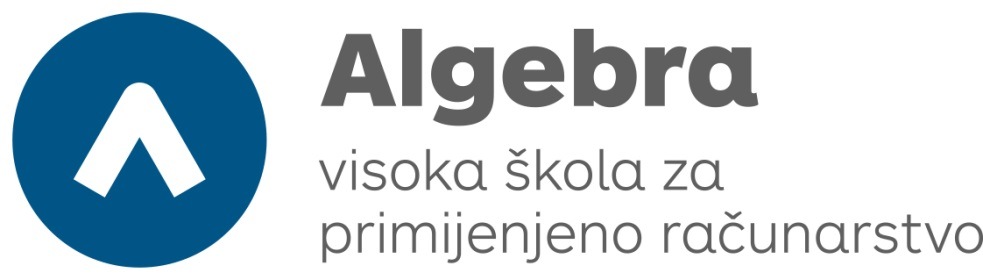 Algebra
visoka škola za
primijenjeno računarstvo